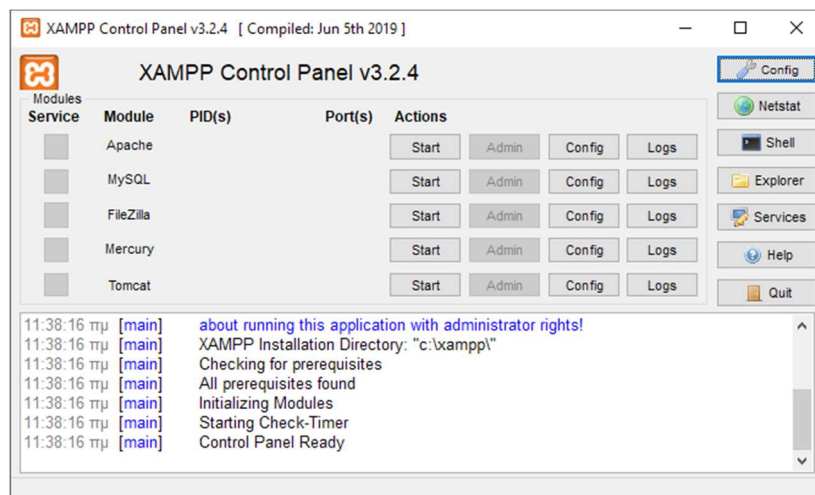 XAMPP Control Panel v3.2.4 [ Compiled: Jun 5th 2019 ]
XAMPP Control Panel v3.2.4
Config
Modules
Service Module PID(s) Port(s) Actions
Netstat
Apache Start Admin Config Logs
Shell
MySQL Start Admin Config Logs
Explorer
FileZilla Start Admin Config Logs
Services
Mercury Start Admin Config Logs
Help
Tomcat Start Admin Config Logs
Quit
11:38:16 πμ [main] about running this application with administrator rights!
11:38:16 πμ [main] XAMPP Installation Directory: "c:\xampp\"
11:38:16 πμ [main] Checking for prerequisites
11:38:16 πμ [main] All prerequisites found
11:38:16 πμ [main] Initializing Modules
11:38:16 πμ [main] Starting Check-Timer
11:38:16 πμ [main] Control Panel Ready